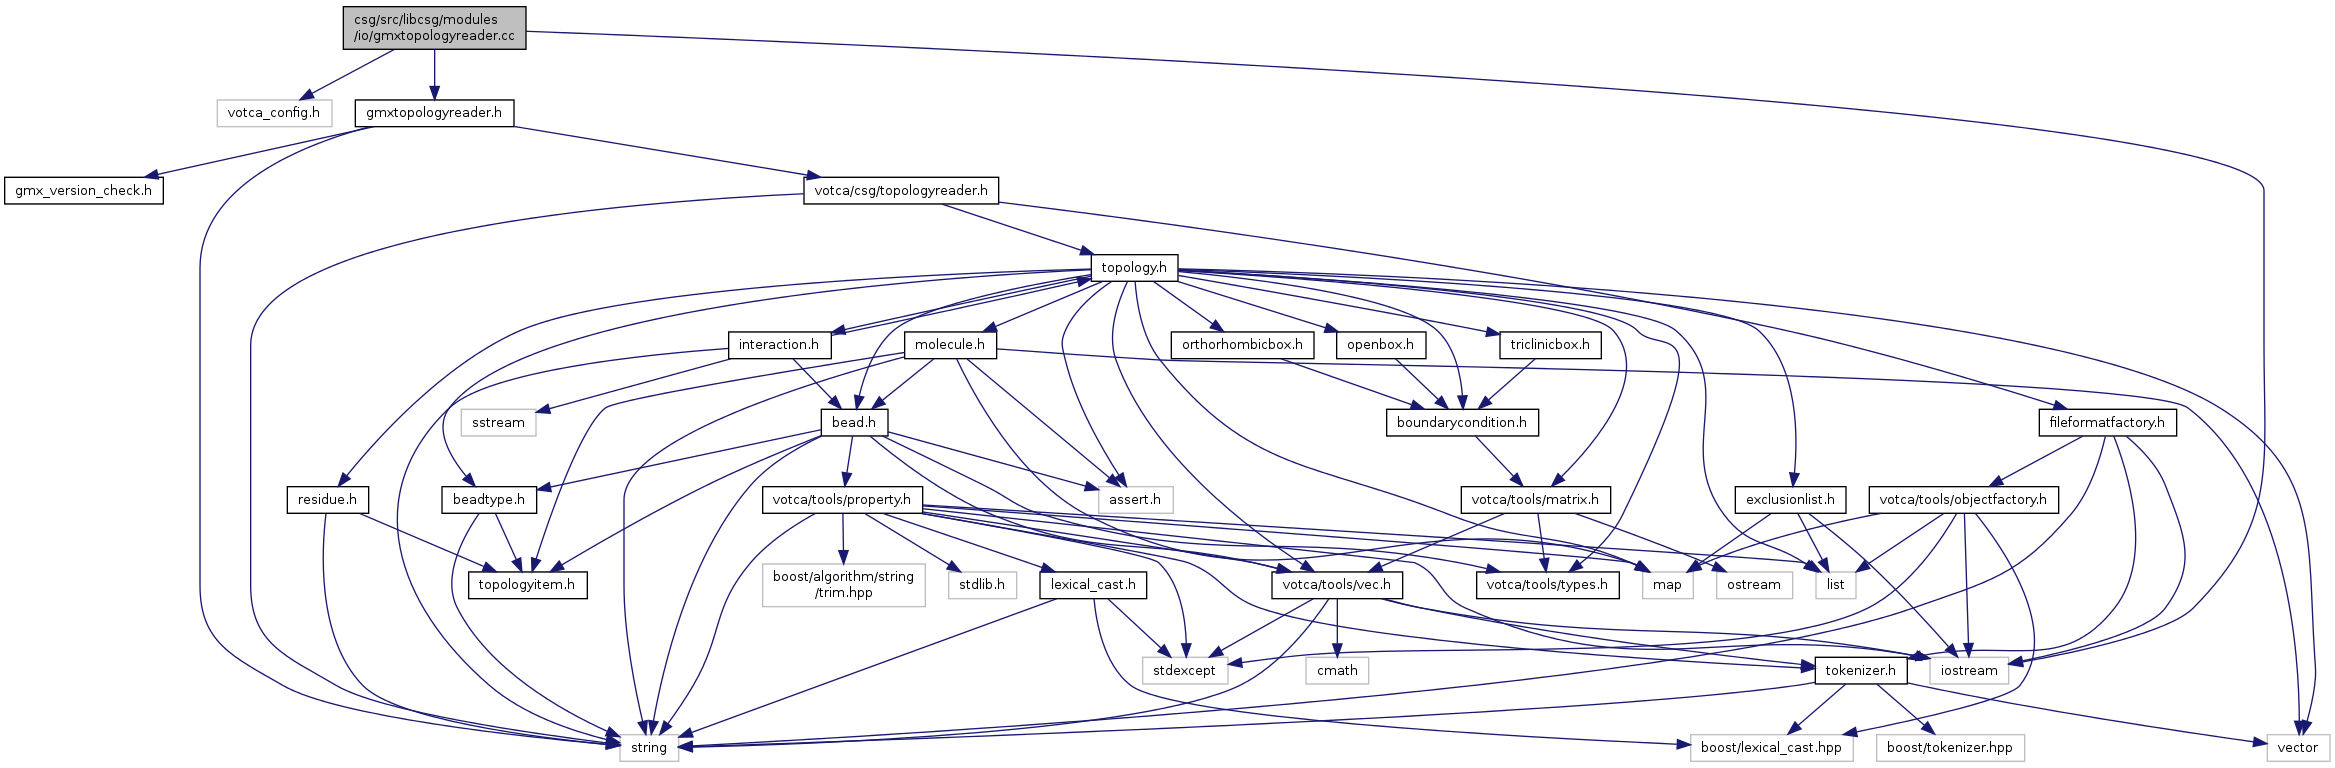 csg/src/libcsg/modules
/io/gmxtopologyreader.cc
votca_config.h
gmxtopologyreader.h
gmx_version_check.h
votca/csg/topologyreader.h
topology.h
interaction.h
molecule.h
orthorhombicbox.h
openbox.h
triclinicbox.h
sstream
bead.h
boundarycondition.h
fileformatfactory.h
residue.h
beadtype.h
votca/tools/property.h
assert.h
votca/tools/matrix.h
exclusionlist.h
votca/tools/objectfactory.h
topologyitem.h
boost/algorithm/string
/trim.hpp
stdlib.h
lexical_cast.h
votca/tools/vec.h
votca/tools/types.h
map
ostream
list
stdexcept
cmath
tokenizer.h
iostream
string
boost/lexical_cast.hpp
boost/tokenizer.hpp
vector